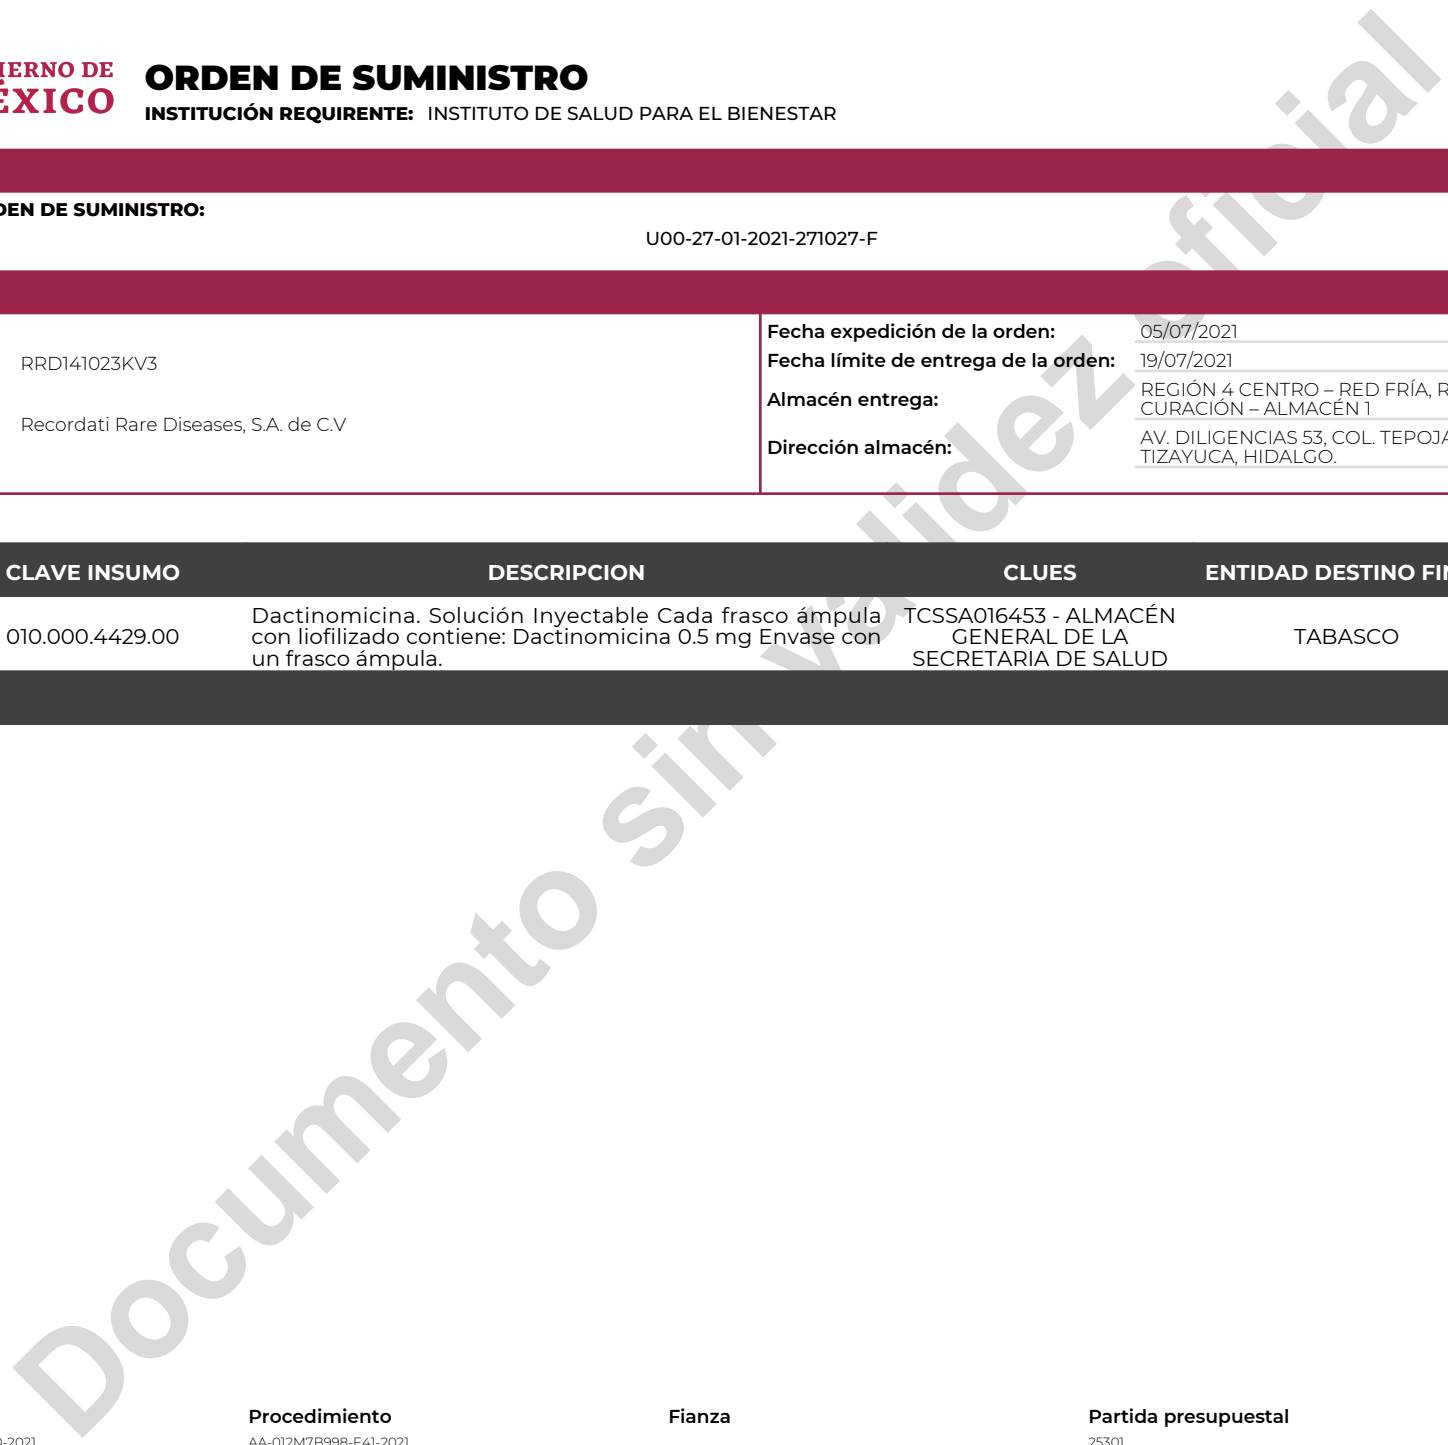 ORDEN DE SUMINISTRO
INSTITUCIÓN REQUIRENTE: INSTITUTO DE SALUD PARA EL BIENESTAR
IERNO DE
ÉXICO
DEN DE SUMINISTRO:
U00-27-01-2021-271027-F
RRD141023KV3
Recordati Rare Diseases, S.A. de C.V
Fecha expedición de la orden: 05/07/2021
Fecha límite de entrega de la orden: 19/07/2021
Almacén entrega: REGIÓN 4 CENTRO – RED FRÍA, R
CURACIÓN – ALMACÉN 1
Dirección almacén: AV. DILIGENCIAS 53, COL. TEPOJA
TIZAYUCA, HIDALGO.
CLAVE INSUMO DESCRIPCION CLUES ENTIDAD DESTINO FIN
010.000.4429.00
Dactinomicina. Solución Inyectable Cada frasco ámpula
con liofilizado contiene: Dactinomicina 0.5 mg Envase con
un frasco ámpula.
TCSSA016453 - ALMACÉN
GENERAL DE LA
SECRETARIA DE SALUD
TABASCO
Documento sin validez oficial
Procedimiento Fianza Partida presupuestal
-2021 AA-012M7B998-E41-2021 25301